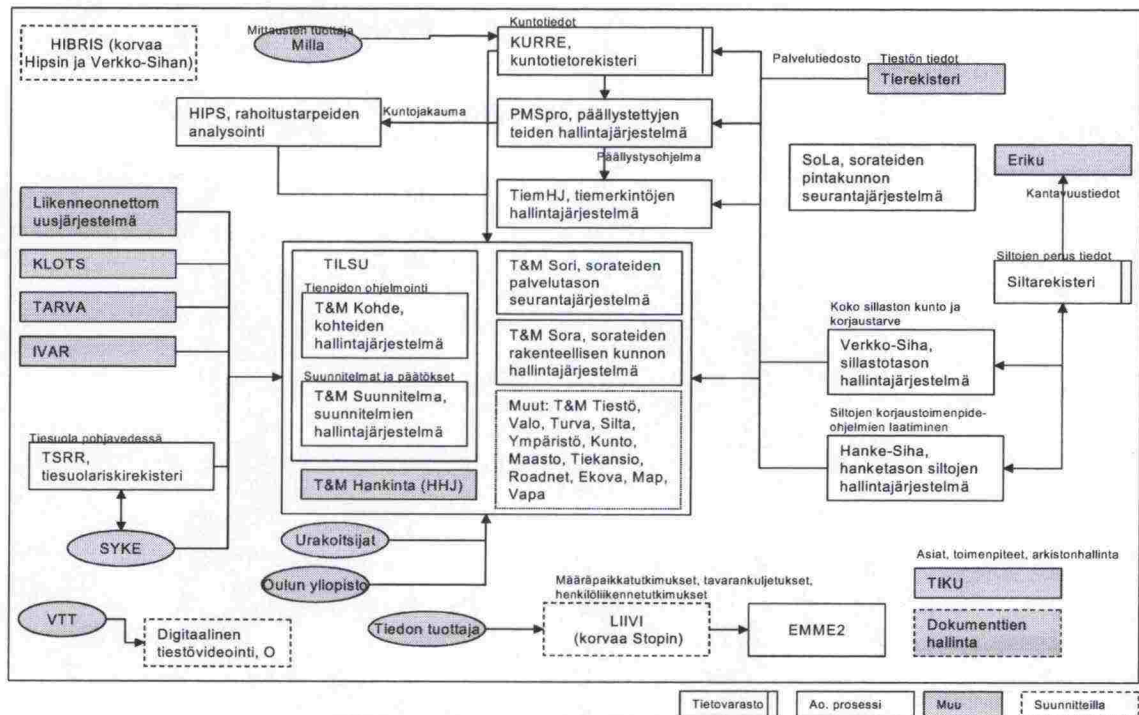 HIBRIS (korvaa
Hipsin ja Verkko-Sihan)
Mittausten tuottaja
Milla
Kuntotiedot
KURRE,
kuntotietorekisteri
Palvelutiedosto
Tiestön tiedot
Tierekisteri
HIPS, rahoitustarpeiden
analysointi
Kuntojakauma
PMSpro, päällystettyjen
teiden hallintajärjestelmä
Päällystysohjelma
TiemHJ, tiemerkintöjen
hallintajärjestelmä
SoLa, sorateiden
pintakunnon
seurantajärjestelmä
Eriku
Kantavuustiedot
Liikenneonnettom
uusjärjestelmä
KLOTS
TARVA
IVAR
Tiesuola pohjavedessä
TSRR,
tiesuolariskirekisteri
SYKE
TILSU
Tienpidon ohjelmointi
T&M Kohde,
kohteiden
hallintajärjestelmä
Suunnitelmat ja päätökset
T&M Suunnitelma,
suunnitelmien
hallintajärjestelmä
T&M Hankinta (HHJ)
T&M Sori, sorateiden
palvelutason
seurantajärjestelmä
T&M Sora, sorateiden
rakenteellisen kunnon
hallintajärjestelmä
Muut: T&M Tiestö,
Valo, Turva, Silta,
Ympäristö, Kunto,
Maasto, Tiekansio,
Roadnet, Ekova, Map,
Vapa
Siltojen perus tiedot
Siltarekisteri
Koko sillaston kunto ja
korjaustarve
Verkko-Siha,
sillastotason
hallintajärjestelmä
Siltojen korjaustoimenpide-
ohjelmien laatiminen
Hanke-Siha,
hanketason siltojen
hallintajärjestelmä
Urakoitsijat
Oulun yliopisto
VTT
Digitaalinen
tiestövideointi, O
Tiedon tuottaja
Määräpaikkatutkimukset, tavarankuljetukset,
henkilöliikennetutkimukset
LIIVI
(korvaa Stopin)
EMME2
Asiat, toimenpiteet, arkistonhallinta
TIKU
Dokumenttien
hallinta
Tietovarasto
Ao. prosessi
Muu
Suunnitteilla